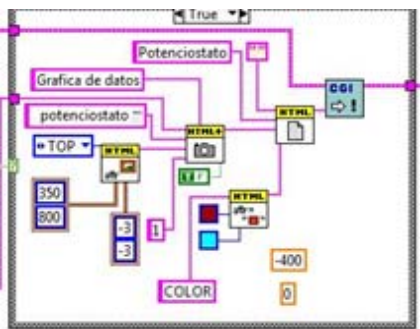 True
Potenciostato
Grafica de datos
CGI
potenciostato
HTML
HTML+
TOP
HTML
T F
350
800
1
HTML
-3
-3
-400
COLOR
0